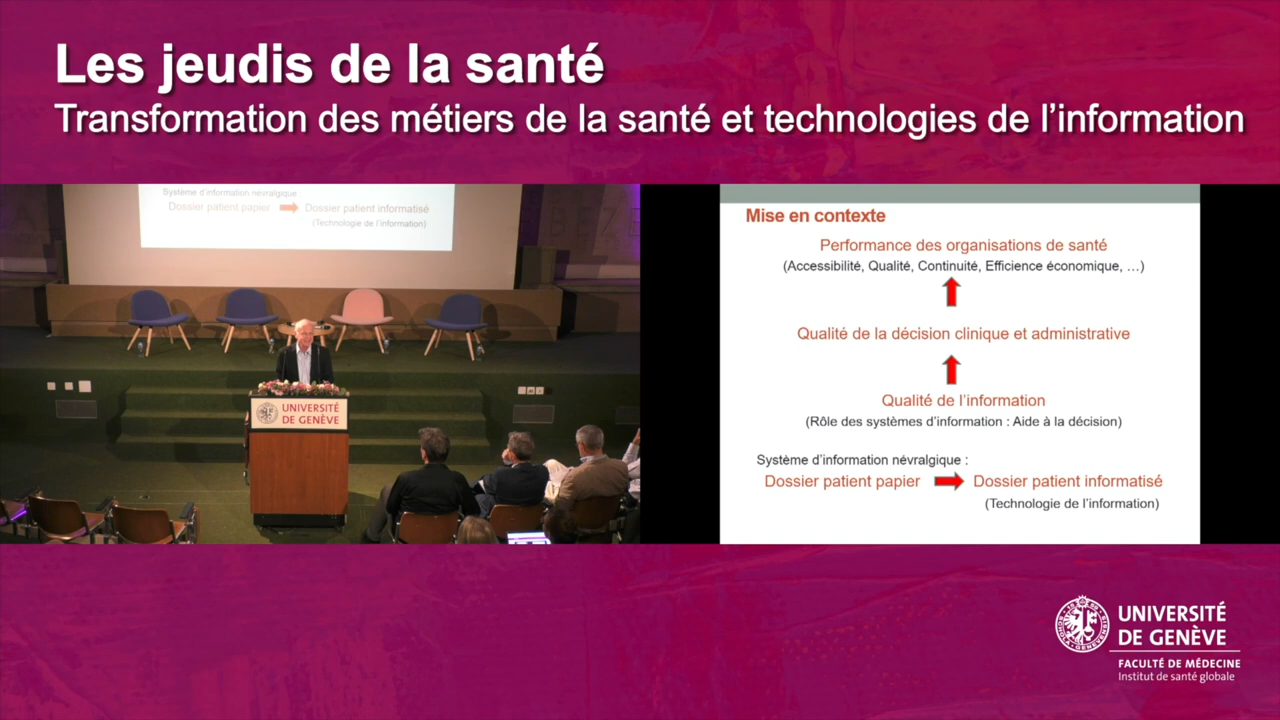 Les jeudis de la santé
Transformation des métiers de la santé et technologies de l'information
Système d'information névralgique :
Dossier patient papier
Dossier patient informatisé
(Technologie de l'information)
UNIVERSITÉ
DE GENÈVE
Mise en contexte
Performance des organisations de santé
(Accessibilité, Qualité, Continuité, Efficience économique, …)
Qualité de la décision clinique et administrative
Qualité de l'information
(Rôle des systèmes d'information : Aide à la décision)
Système d'information névralgique :
Dossier patient papier
Dossier patient informatisé
(Technologie de l'information)
UNIVERSITÉ
DE GENÈVE
FACULTÉ DE MÉDECINE
Institut de santé globale